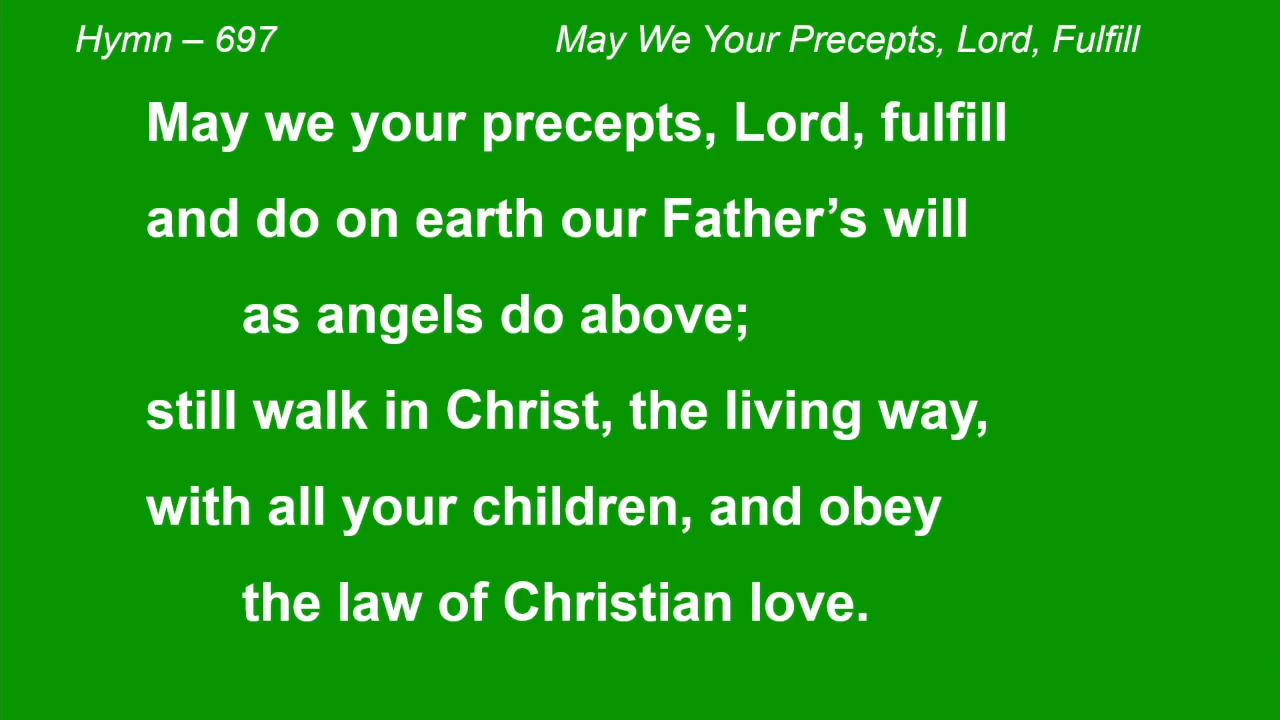 Hymn – 697 May We Your Precepts, Lord, Fulfill
May we your precepts, Lord, fulfill
and do on earth our Father’s will
as angels do above;
still walk in Christ, the living way,
with all your children, and obey
the law of Christian love.